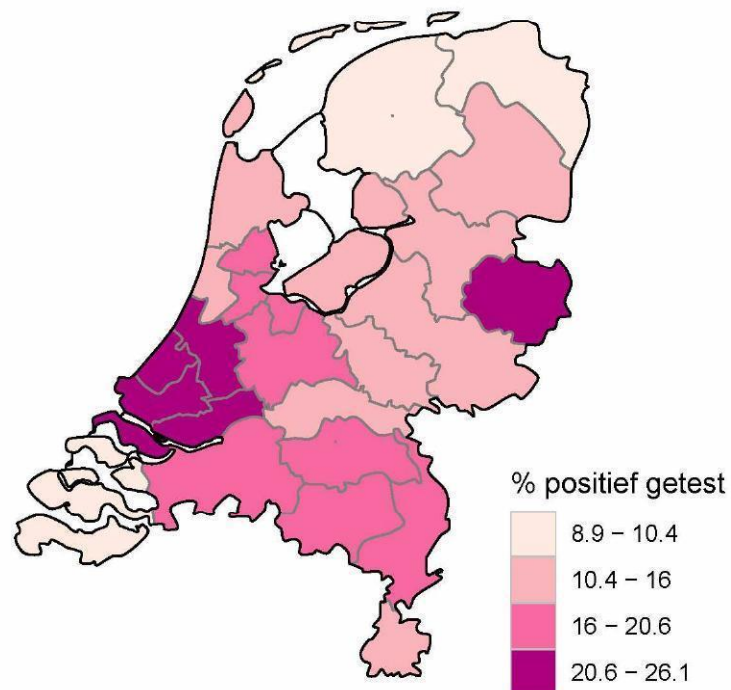 % positief getest
8.9 − 10.4
10.4 − 16
16 − 20.6
20.6 − 26.1